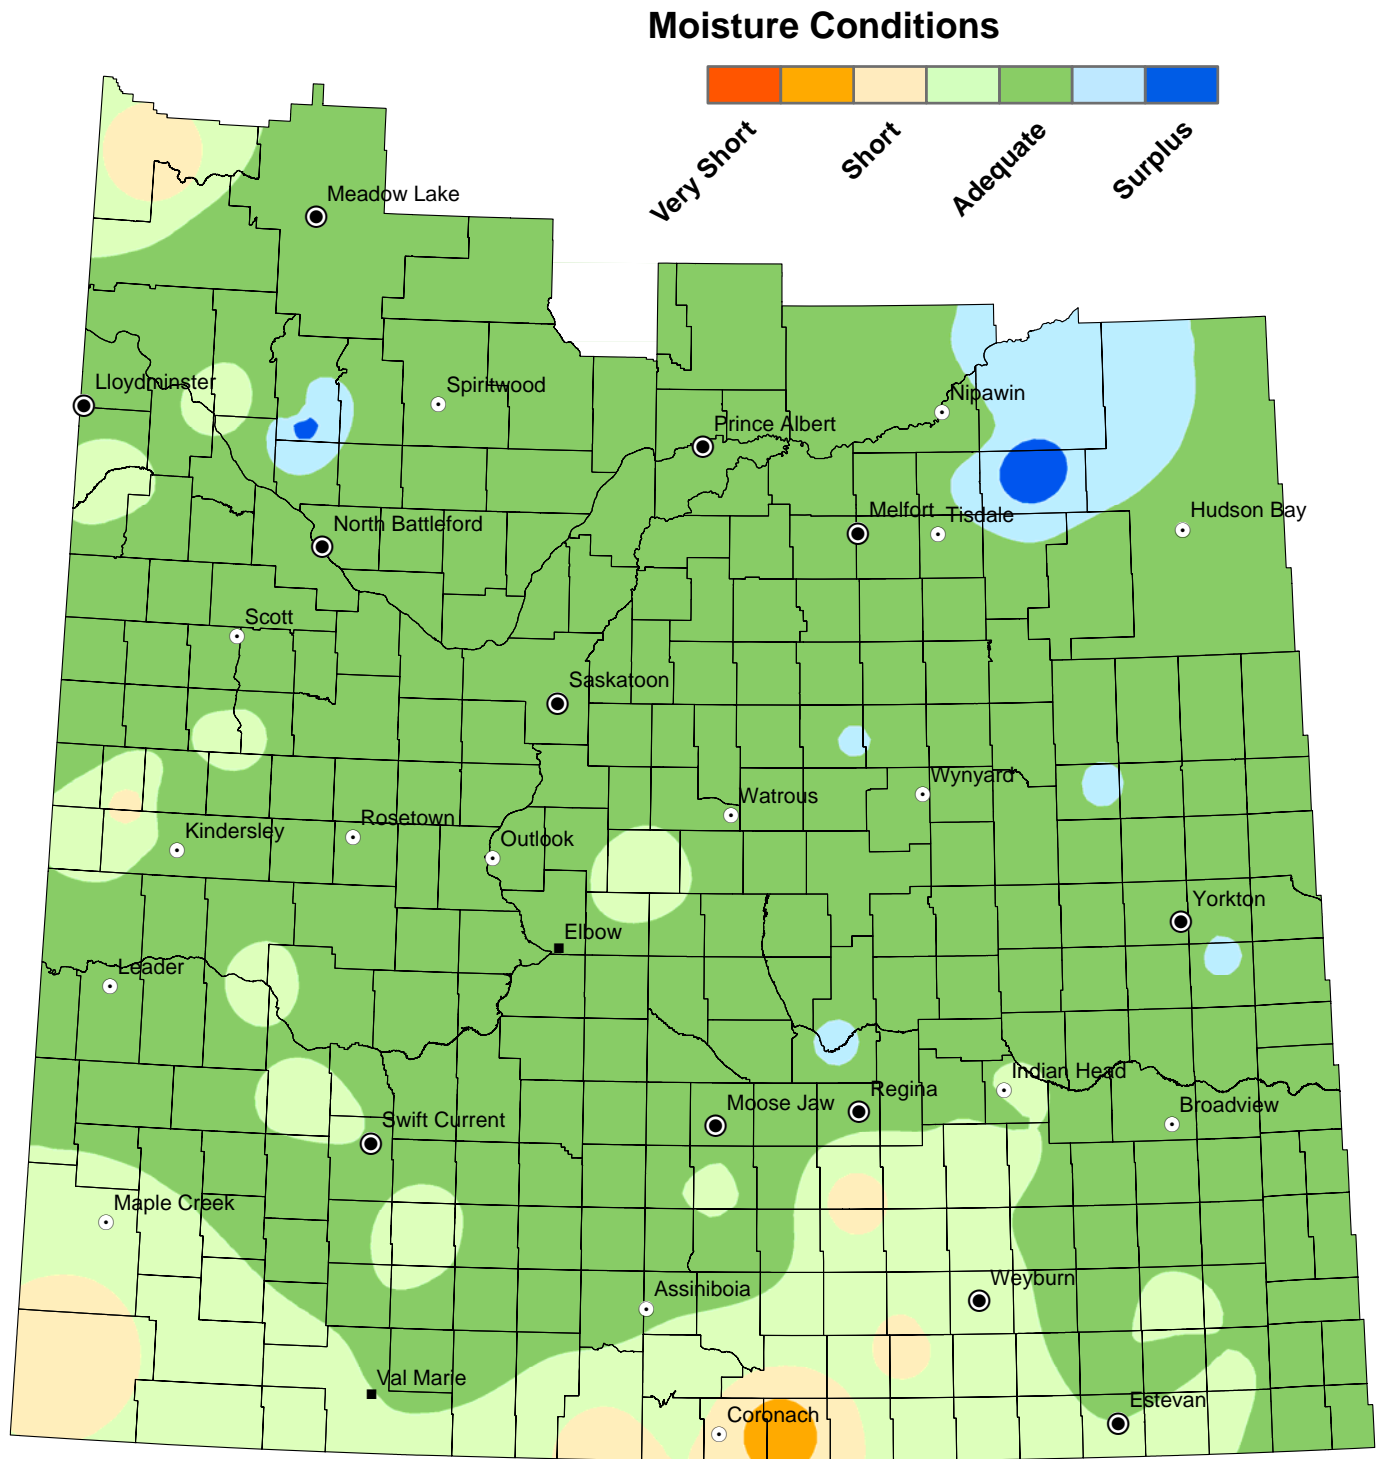 Moisture Conditions
Very Short
Short
Adequate
Surplus
Meadow Lake
Lloydminster
Spiritwood
Nipawin
Prince Albert
North Battleford
Melfort
Tisdale
Hudson Bay
Scott
Saskatoon
Wynyard
Watrous
Kindersley
Rosetown
Outlook
Yorkton
Elbow
Leader
Indian Head
Regina
Moose Jaw
Broadview
Swift Current
Maple Creek
Weyburn
Assiniboia
Val Marie
Estevan
Coronach